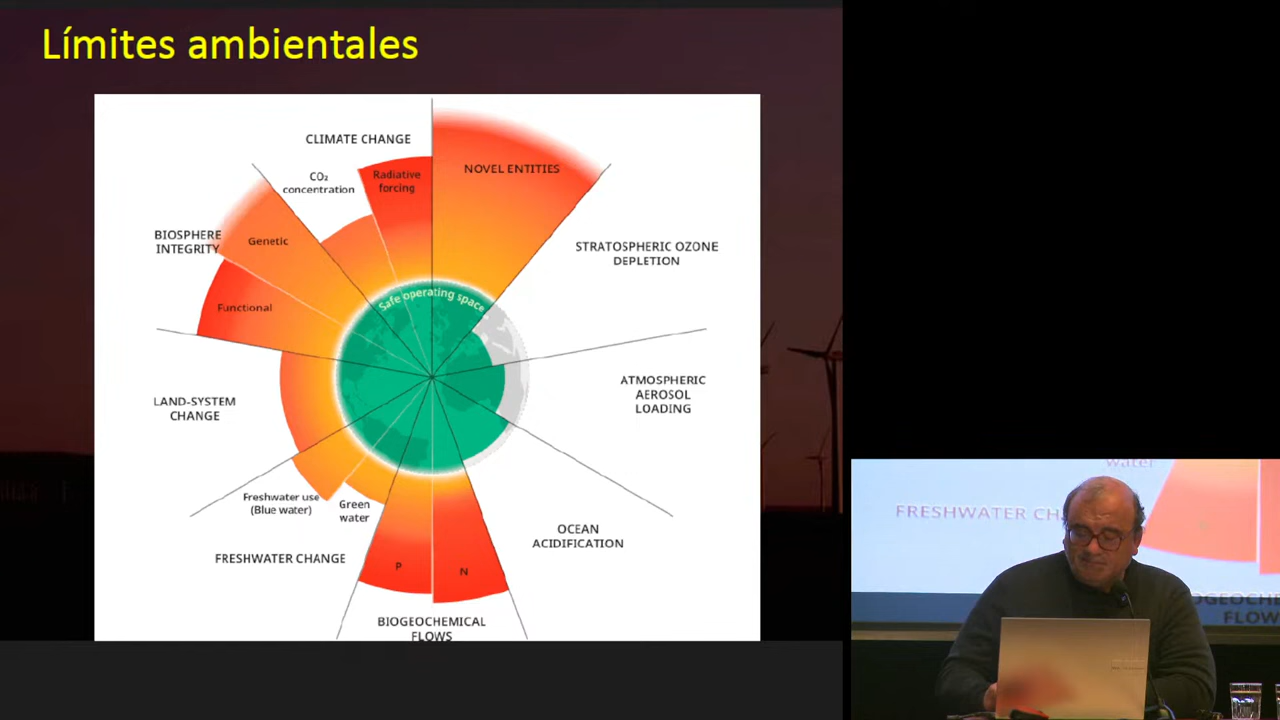 Límites ambientales
CLIMATE CHANGE
CO₂
concentration
Radiative
forcing
NOVEL ENTITIES
BIOSPHERE
INTEGRITY
Genetic
Functional
STRATOSPHERIC OZONE
DEPLETION
Safe operating space
ATMOSPHERIC
AEROSOL
LOADING
LAND-SYSTEM
CHANGE
Freshwater use
(Blue water)
Green
water
FRESHWATER CHANGE
OCEAN
ACIDIFICATION
P
N
BIOGEOCHEMICAL
FLOWS
water
FRESHWATER CH
OGEOCHE
FLOW